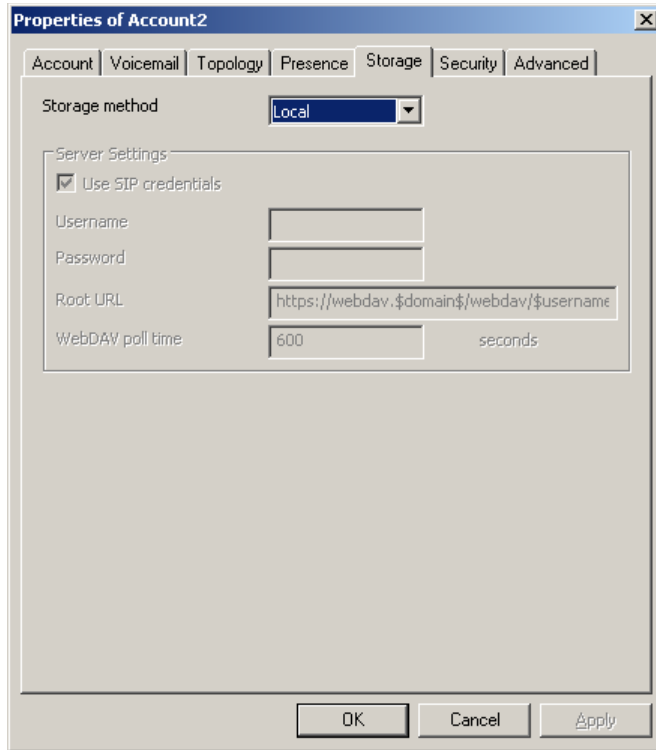 Properties of Account2
Account Voicemail Topology Presence Storage Security Advanced
Storage method Local
Server Settings
Use SIP credentials
Username
Password
Root URL https://webdav.$domain$/webdav/$username
WebDAV poll time 600 seconds
OK Cancel Apply